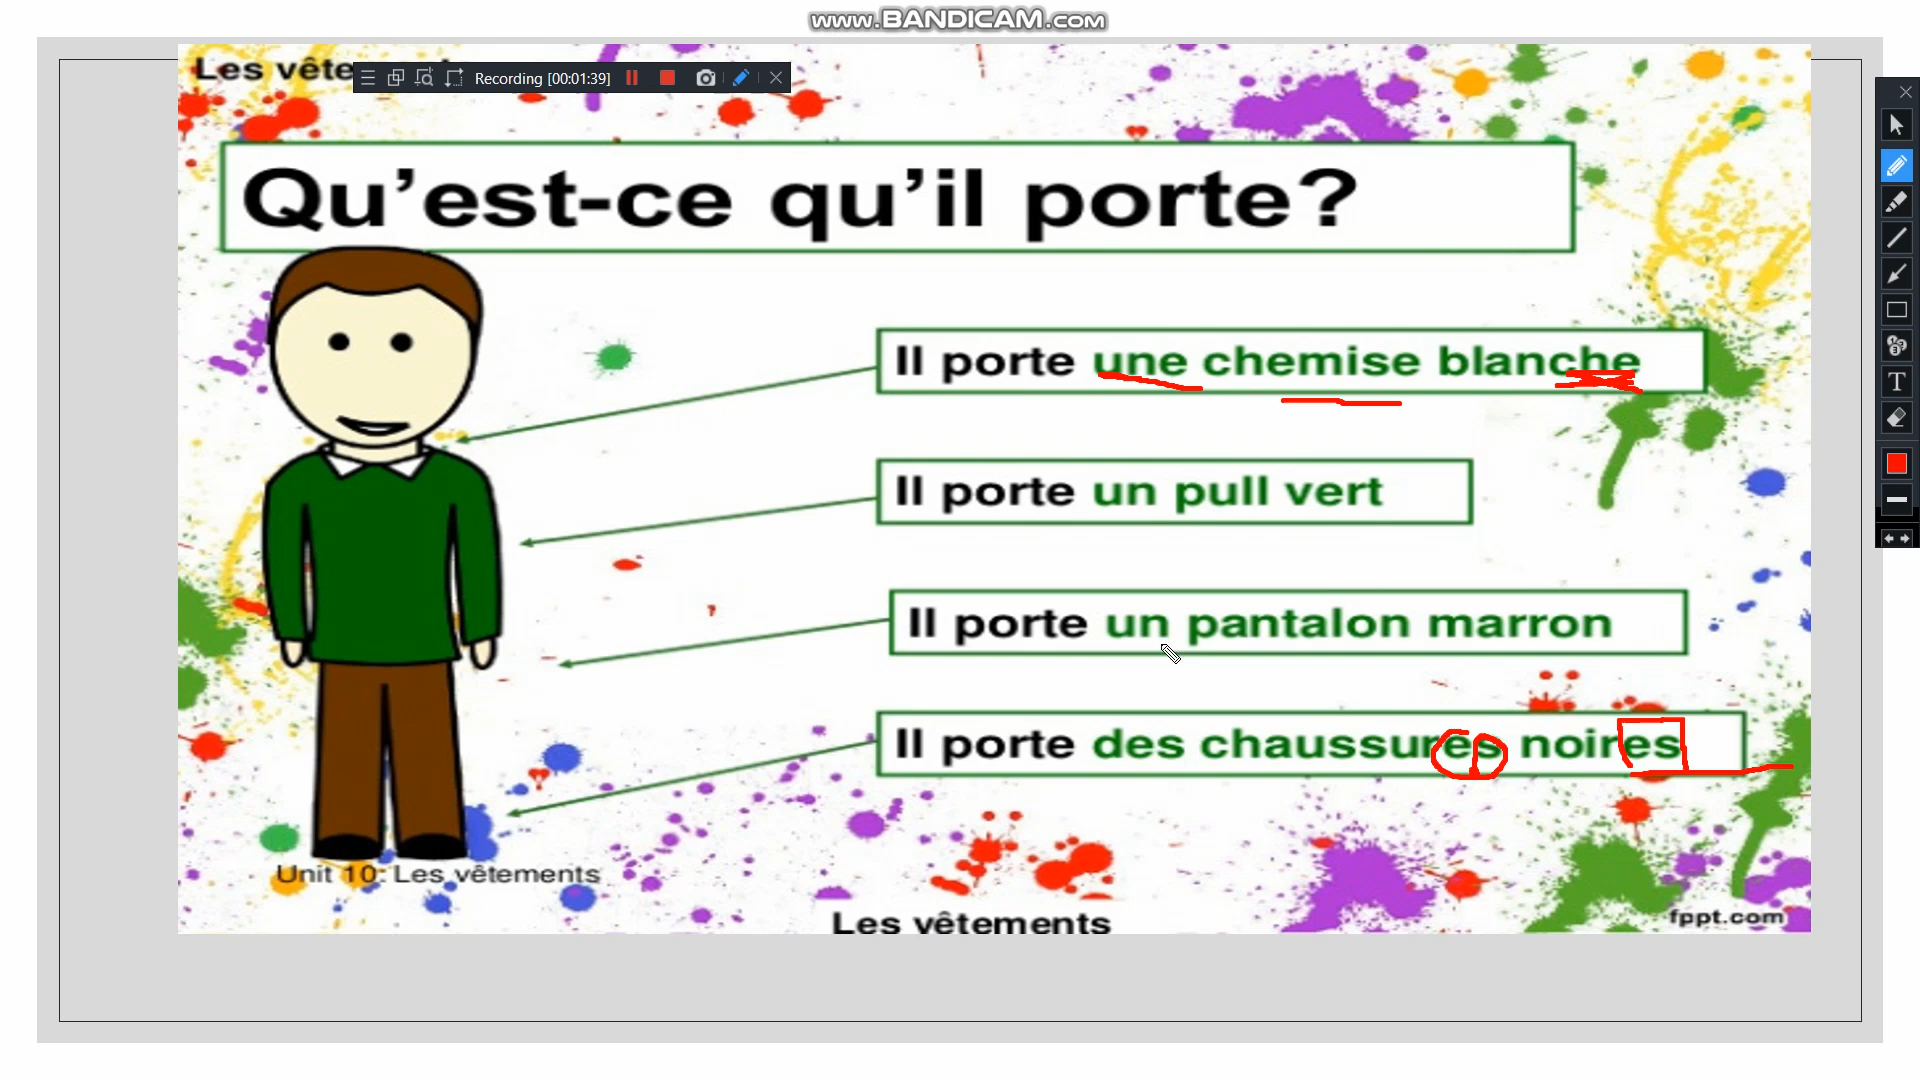 www.BANDICAM.com
Les vête
Recording [00:01:39]
Qu'est-ce qu'il porte?
Il porte une chemise blanche
Il porte un pull vert
Il porte un pantalon marron
Il porte des chaussures noires
Unit 10: Les vêtements
Les vêtements
fppt.com
T